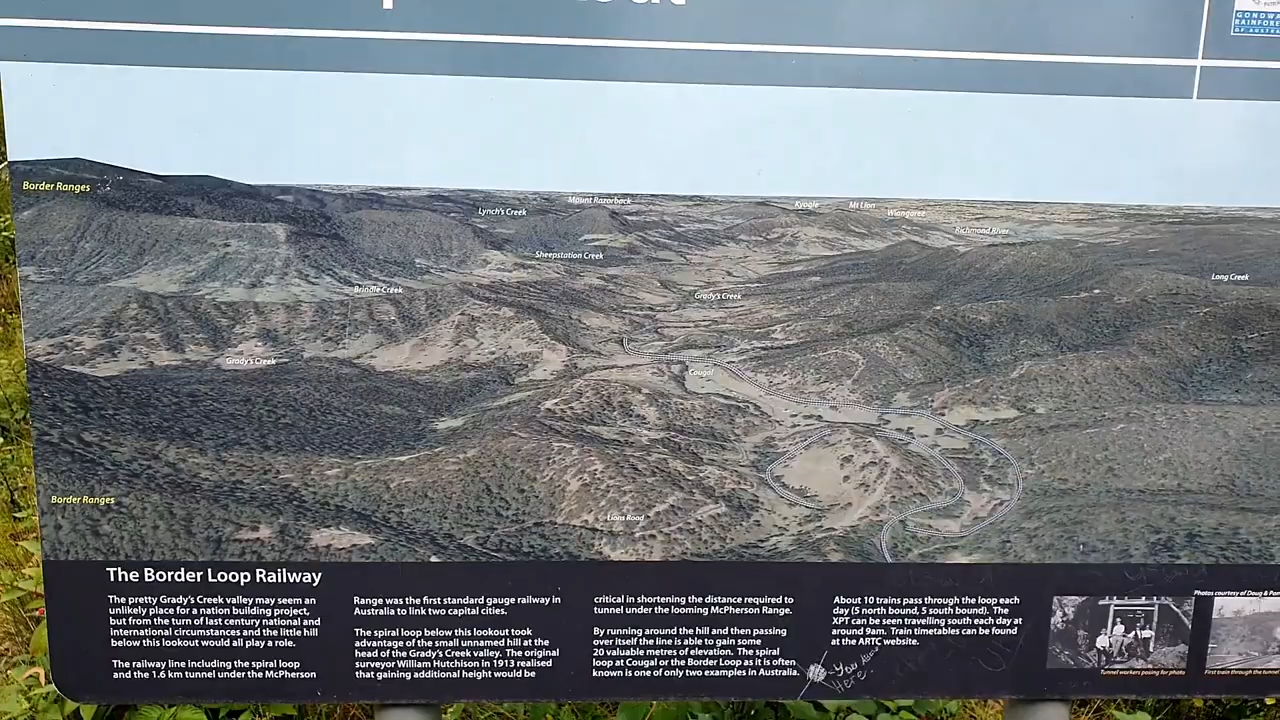 GONDWA
RAINFORE
OF AUSTRA
Border Ranges
Lynch's Creek
Mount Razorback
Kyogle
Mt Lion
Wiangaree
Richmond River
Sheepstation Creek
Long Creek
Brindle Creek
Grady's Creek
Grady's Creek
Cougal
Border Ranges
Lions Road
The Border Loop Railway
The pretty Grady's Creek valley may seem an
unlikely place for a nation building project,
but from the turn of last century national and
international circumstances and the little hill
below this lookout would all play a role.
The railway line including the spiral loop
and the 1.6 km tunnel under the McPherson
Range was the first standard gauge railway in
Australia to link two capital cities.
The spiral loop below this lookout took
advantage of the small unnamed hill at the
head of the Grady's Creek valley. The original
surveyor William Hutchison in 1913 realised
that gaining additional height would be
critical in shortening the distance required to
tunnel under the looming McPherson Range.
By running around the hill and then passing
over itself the line is able to gain some
20 valuable metres of elevation. The spiral
loop at Cougal or the Border Loop as it is often
known is one of only two examples in Australia.
About 10 trains pass through the loop each
day (5 north bound, 5 south bound). The
XPT can be seen travelling south each day at
around 9am. Train timetables can be found
at the ARTC website.
You Are
Here.
Photos courtesy of Doug & Pam
Tunnel workers posing for photo
First train through the tunnel